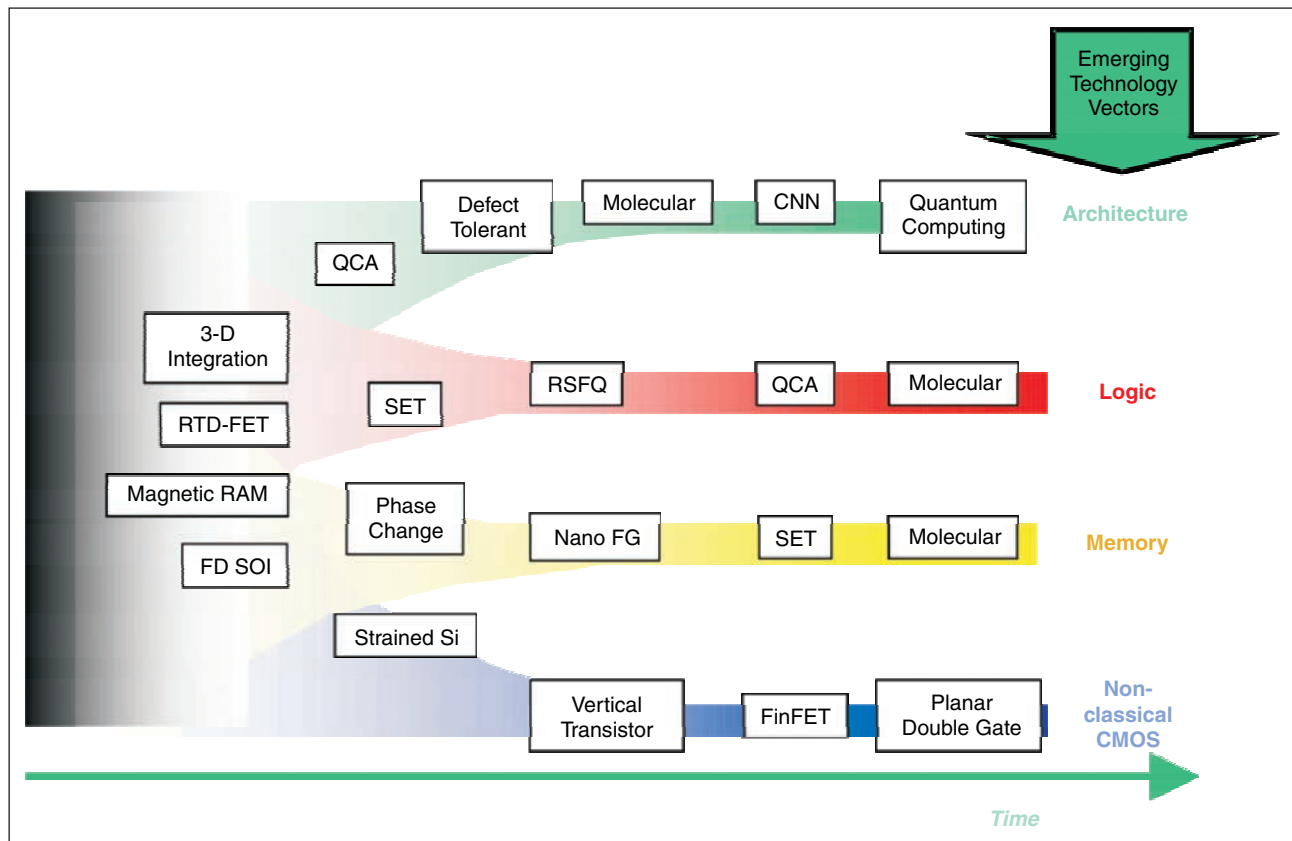 Emerging
Technology
Vectors
Defect
Tolerant
Molecular
CNN
Quantum
Computing
Architecture
QCA
3-D
Integration
RSFQ
QCA
Molecular
Logic
SET
RTD-FET
Magnetic RAM
Phase
Change
Nano FG
SET
Molecular
Memory
FD SOI
Strained Si
Vertical
Transistor
FinFET
Planar
Double Gate
Non-
classical
CMOS
Time